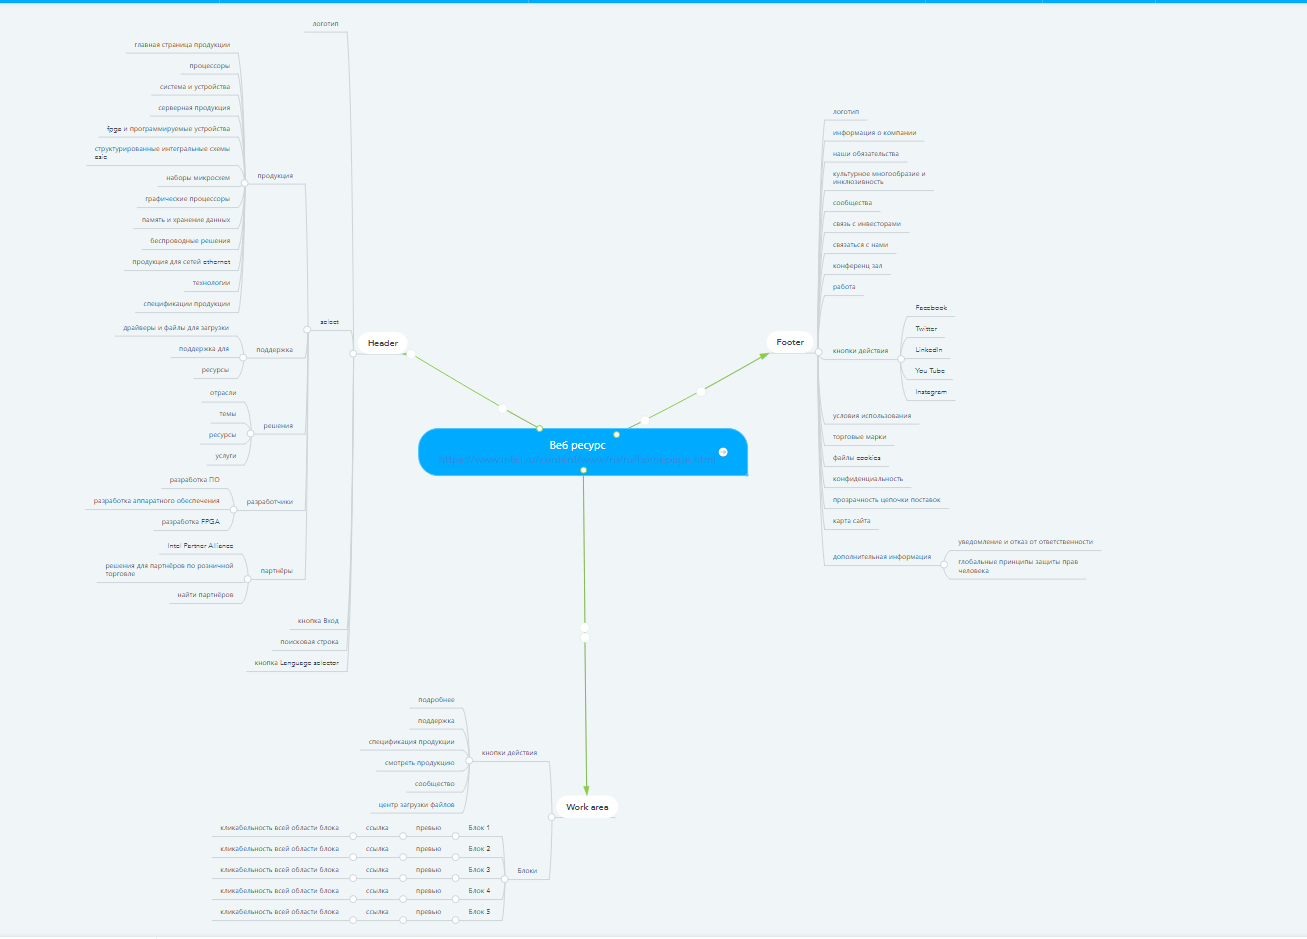 логотип
главная страница продукции
процессоры
система и устройства
серверная продукция
fpga и программируемые устройства
структурированные интегральные схемы
asic
наборы микросхем
графические процессоры
память и хранение данных
беспроводные решения
продукция для сетей ethernet
технологии
спецификации продукции
продукция
драйверы и файлы для загрузки
поддержка для
ресурсы
поддержка
отрасли
темы
ресурсы
услуги
решения
разработка ПО
разработка аппаратного обеспечения
разработка FPGA
разработчики
Intel Partner Alliance
решения для партнёров по розничной
торговле
найти партнёров
партнёры
select
кнопка Вход
поисковая строка
кнопка Language selector
Header
Веб ресурс
Footer
логотип
информация о компании
наши обязательства
культурное многообразие и
инклюзивность
сообщества
связь с инвесторами
связаться с нами
конференц зал
работа
кнопки действия
Facebook
Twitter
LinkedIn
You Tube
Instagram
условия использования
торговые марки
файлы cookies
конфиденциальность
прозрачность цепочки поставок
карта сайта
дополнительная информация
уведомление и отказ от ответственности
глобальные принципы защиты прав
человека
подробнее
поддержка
спецификация продукции
смотреть продукцию
сообщество
центр загрузки файлов
кнопки действия
Work area
кликабельность всей области блока ссылка превью Блок 1
кликабельность всей области блока ссылка превью Блок 2
кликабельность всей области блока ссылка превью Блок 3
кликабельность всей области блока ссылка превью Блок 4
кликабельность всей области блока ссылка превью Блок 5
Блоки